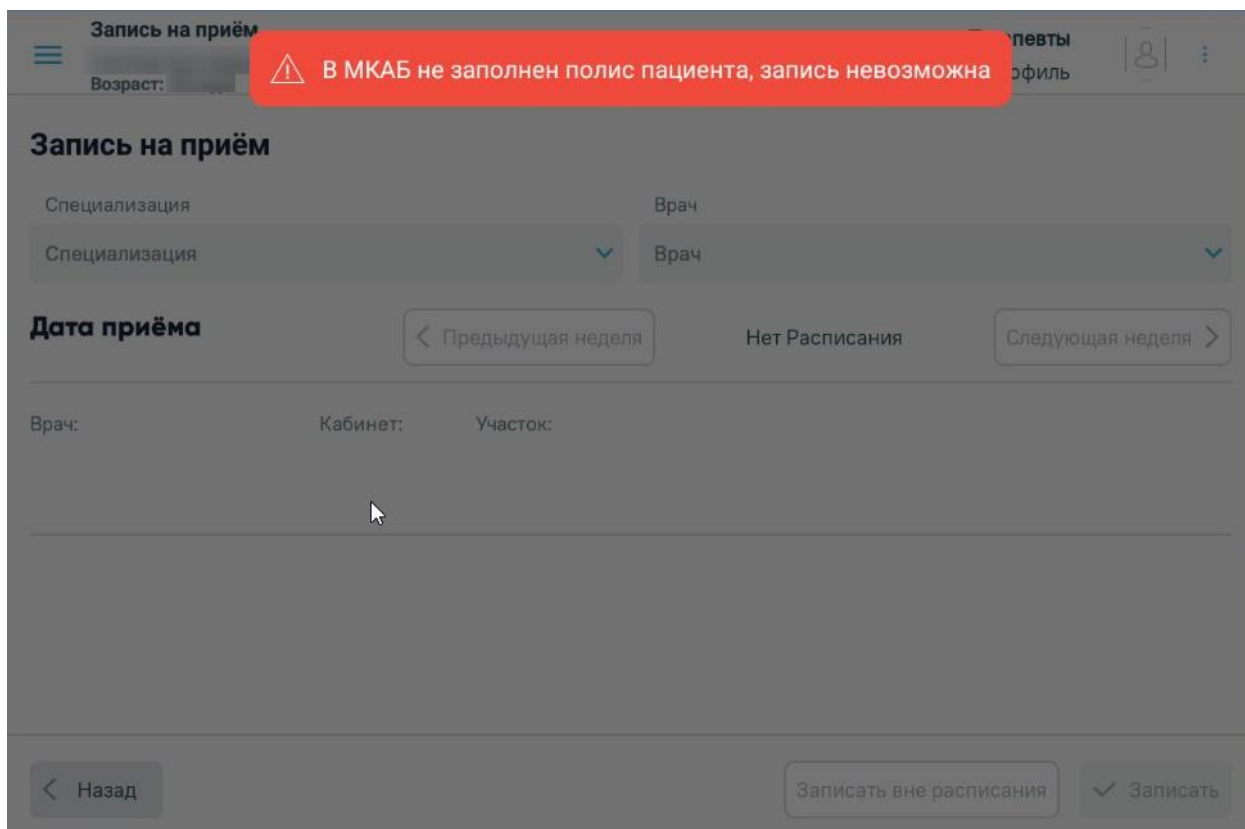 Запись на приём
Возраст:
В МКАБ не заполнен полис пациента, запись невозможна
Запись на приём
Специализация
Врач
Специализация
Врач
Дата приёма
Предыдущая неделя
Нет Расписания
Следующая неделя
Врач:
Кабинет:
Участок:
Назад
Записать вне расписания
Записать